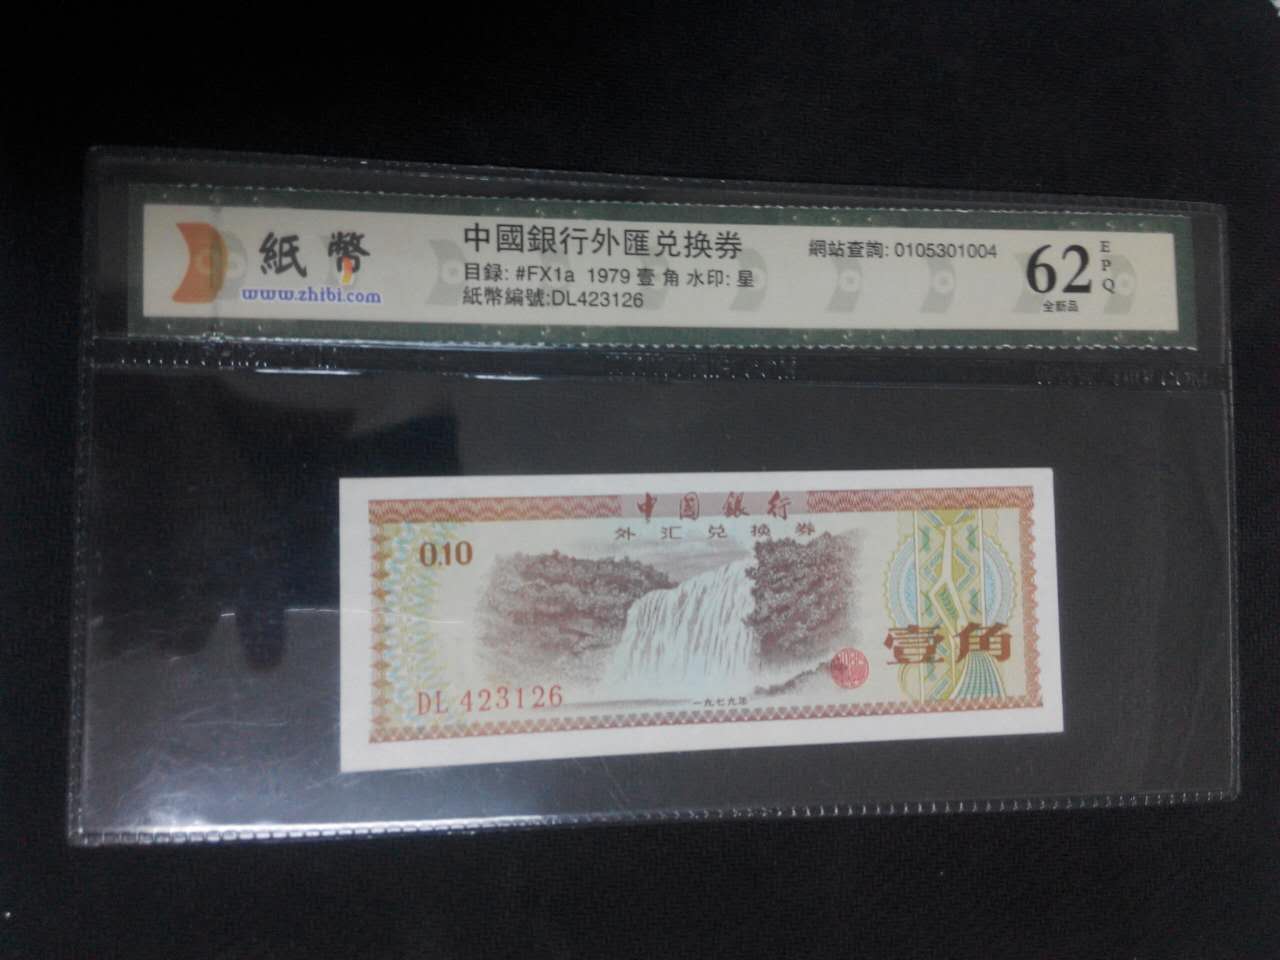 紙幣
www.zhibi.com
中國銀行外匯兑換券
目録: #FX1a 1979 壹 角 水印: 星
紙幣編號:DL423126
網站查詢: 0105301004
62
EPQ
全新品
中国銀行
外汇兑换券
0.10
壹角
DL 423126
一九七九年